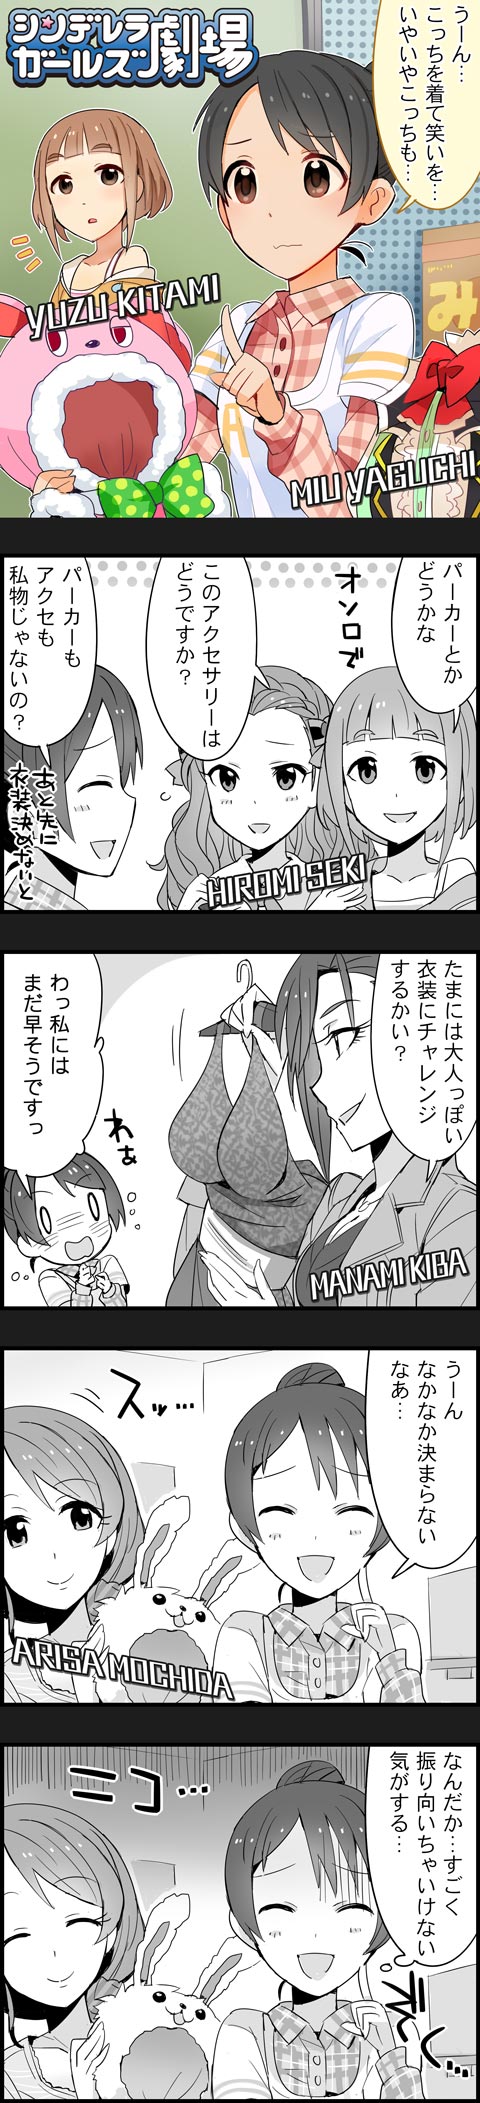 シンデレラ
ガールズ劇場
うーん…
こっちを着て笑いを…
いやいやこっちも…
YUZU KITAMI
み
MIU YAGUCHI
パーカーとか
どうかな
オソロで
このアクセサリーは
どうですか？
パーカーも
アクセも
私物じゃないの？
あと先に
衣装決めないと
HIROMI SEKI
たまには大人っぽい
衣装にチャレンジ
するかい？
わっ私には
まだ早そうですっ
わぁ
MANAMI KIBA
うーん
なかなか決まらない
なあ…
スッ…
ARISA MOCHIDA
なんだか…すごく
振り向いちゃいけない
気がする…
ニコ…